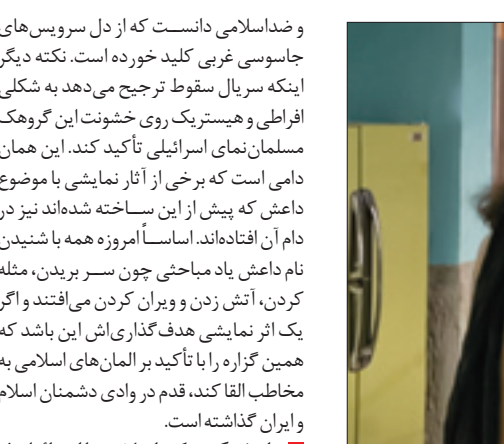 و ضداسلامی دانست که از دل سرویس‌های
جاسوسی غربی کلید خورده است. نکته دیگر
اینکه سریال سقوط ترجیح می‌دهد به شکلی
افراطی و هیستریک روی خشونت این گروهک
مسلمان‌نمای اسرائیلی تأکید کند. این همان
دامی است که برخی از آثار نمایشی با موضوع
داعش که پیش از این ساخته شده‌اند نیز در
دام آن افتاده‌اند. اساساً امروزه همه با شنیدن
نام داعش یاد مباحثی چون سر بریدن، مثله
کردن، آتش زدن و ویران کردن می‌افتند و اگر
یک اثر نمایشی هدف‌گذاری‌اش این باشد که
همین گزاره را با تأکید بر المان‌های اسلامی به
مخاطب القا کند، قدم در وادی دشمنان اسلام
و ایران گذاشته است.